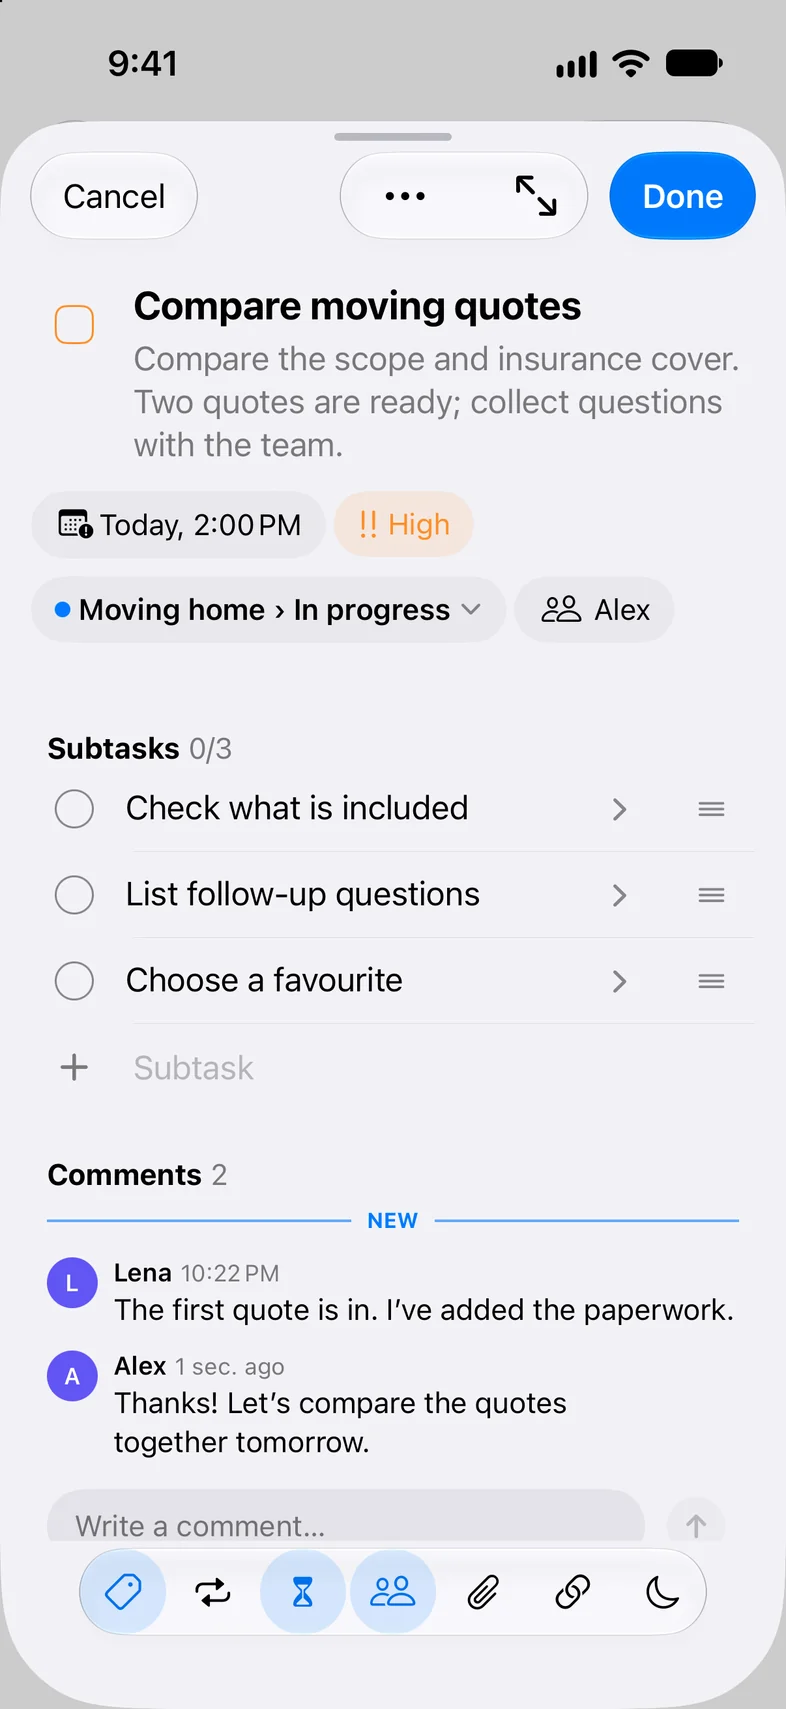 9:41
Cancel
Done
Compare moving quotes
Compare the scope and insurance cover.
Two quotes are ready; collect questions
with the team.
Today, 2:00 PM
!! High
Moving home › In progress
Alex
Subtasks 0/3
Check what is included
List follow-up questions
Choose a favourite
Subtask
Comments 2
NEW
L
Lena 10:22 PM
The first quote is in. I’ve added the paperwork.
A
Alex 1 sec. ago
Thanks! Let’s compare the quotes
together tomorrow.
Write a comment...